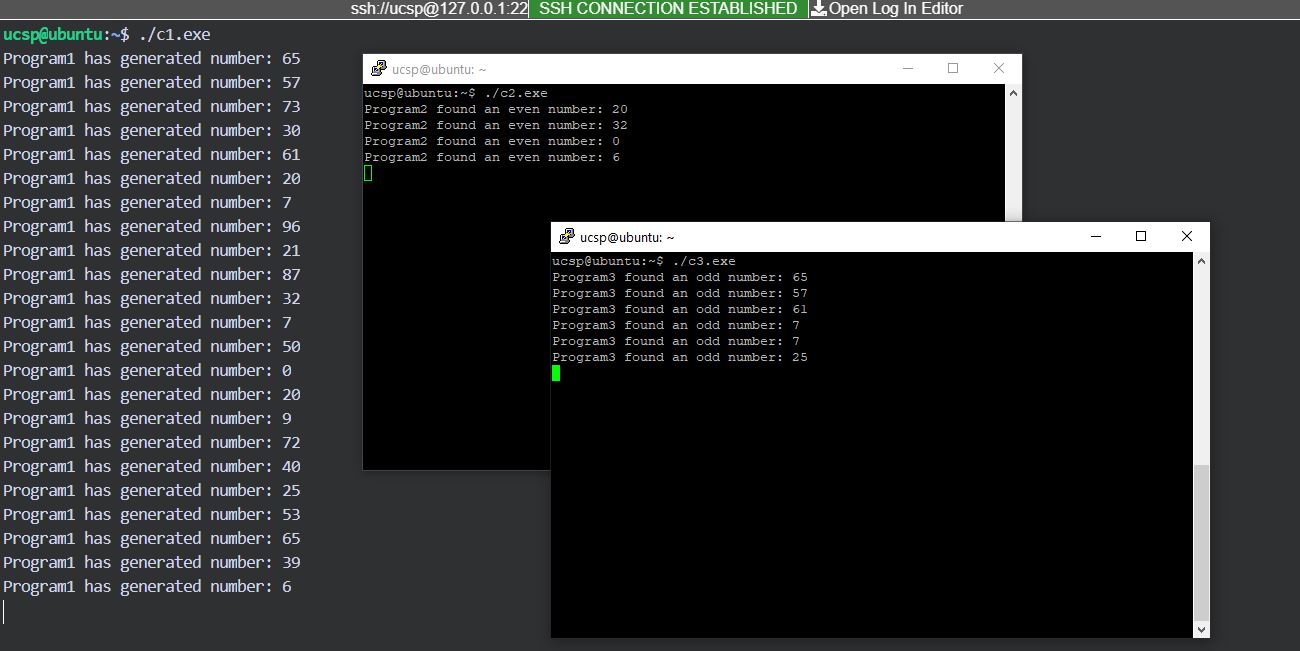 ssh://ucsp@127.0.0.1:22 SSH CONNECTION ESTABLISHED Open Log In Editor
ucsp@ubuntu:~$ ./c1.exe
Program1 has generated number: 65
Program1 has generated number: 57
Program1 has generated number: 73
Program1 has generated number: 30
Program1 has generated number: 61
Program1 has generated number: 20
Program1 has generated number: 7
Program1 has generated number: 96
Program1 has generated number: 21
Program1 has generated number: 87
Program1 has generated number: 32
Program1 has generated number: 7
Program1 has generated number: 50
Program1 has generated number: 0
Program1 has generated number: 20
Program1 has generated number: 9
Program1 has generated number: 72
Program1 has generated number: 40
Program1 has generated number: 25
Program1 has generated number: 53
Program1 has generated number: 65
Program1 has generated number: 39
Program1 has generated number: 6
ucsp@ubuntu: ~
ucsp@ubuntu:~$ ./c2.exe
Program2 found an even number: 20
Program2 found an even number: 32
Program2 found an even number: 0
Program2 found an even number: 6
ucsp@ubuntu: ~
ucsp@ubuntu:~$ ./c3.exe
Program3 found an odd number: 65
Program3 found an odd number: 57
Program3 found an odd number: 61
Program3 found an odd number: 7
Program3 found an odd number: 7
Program3 found an odd number: 25